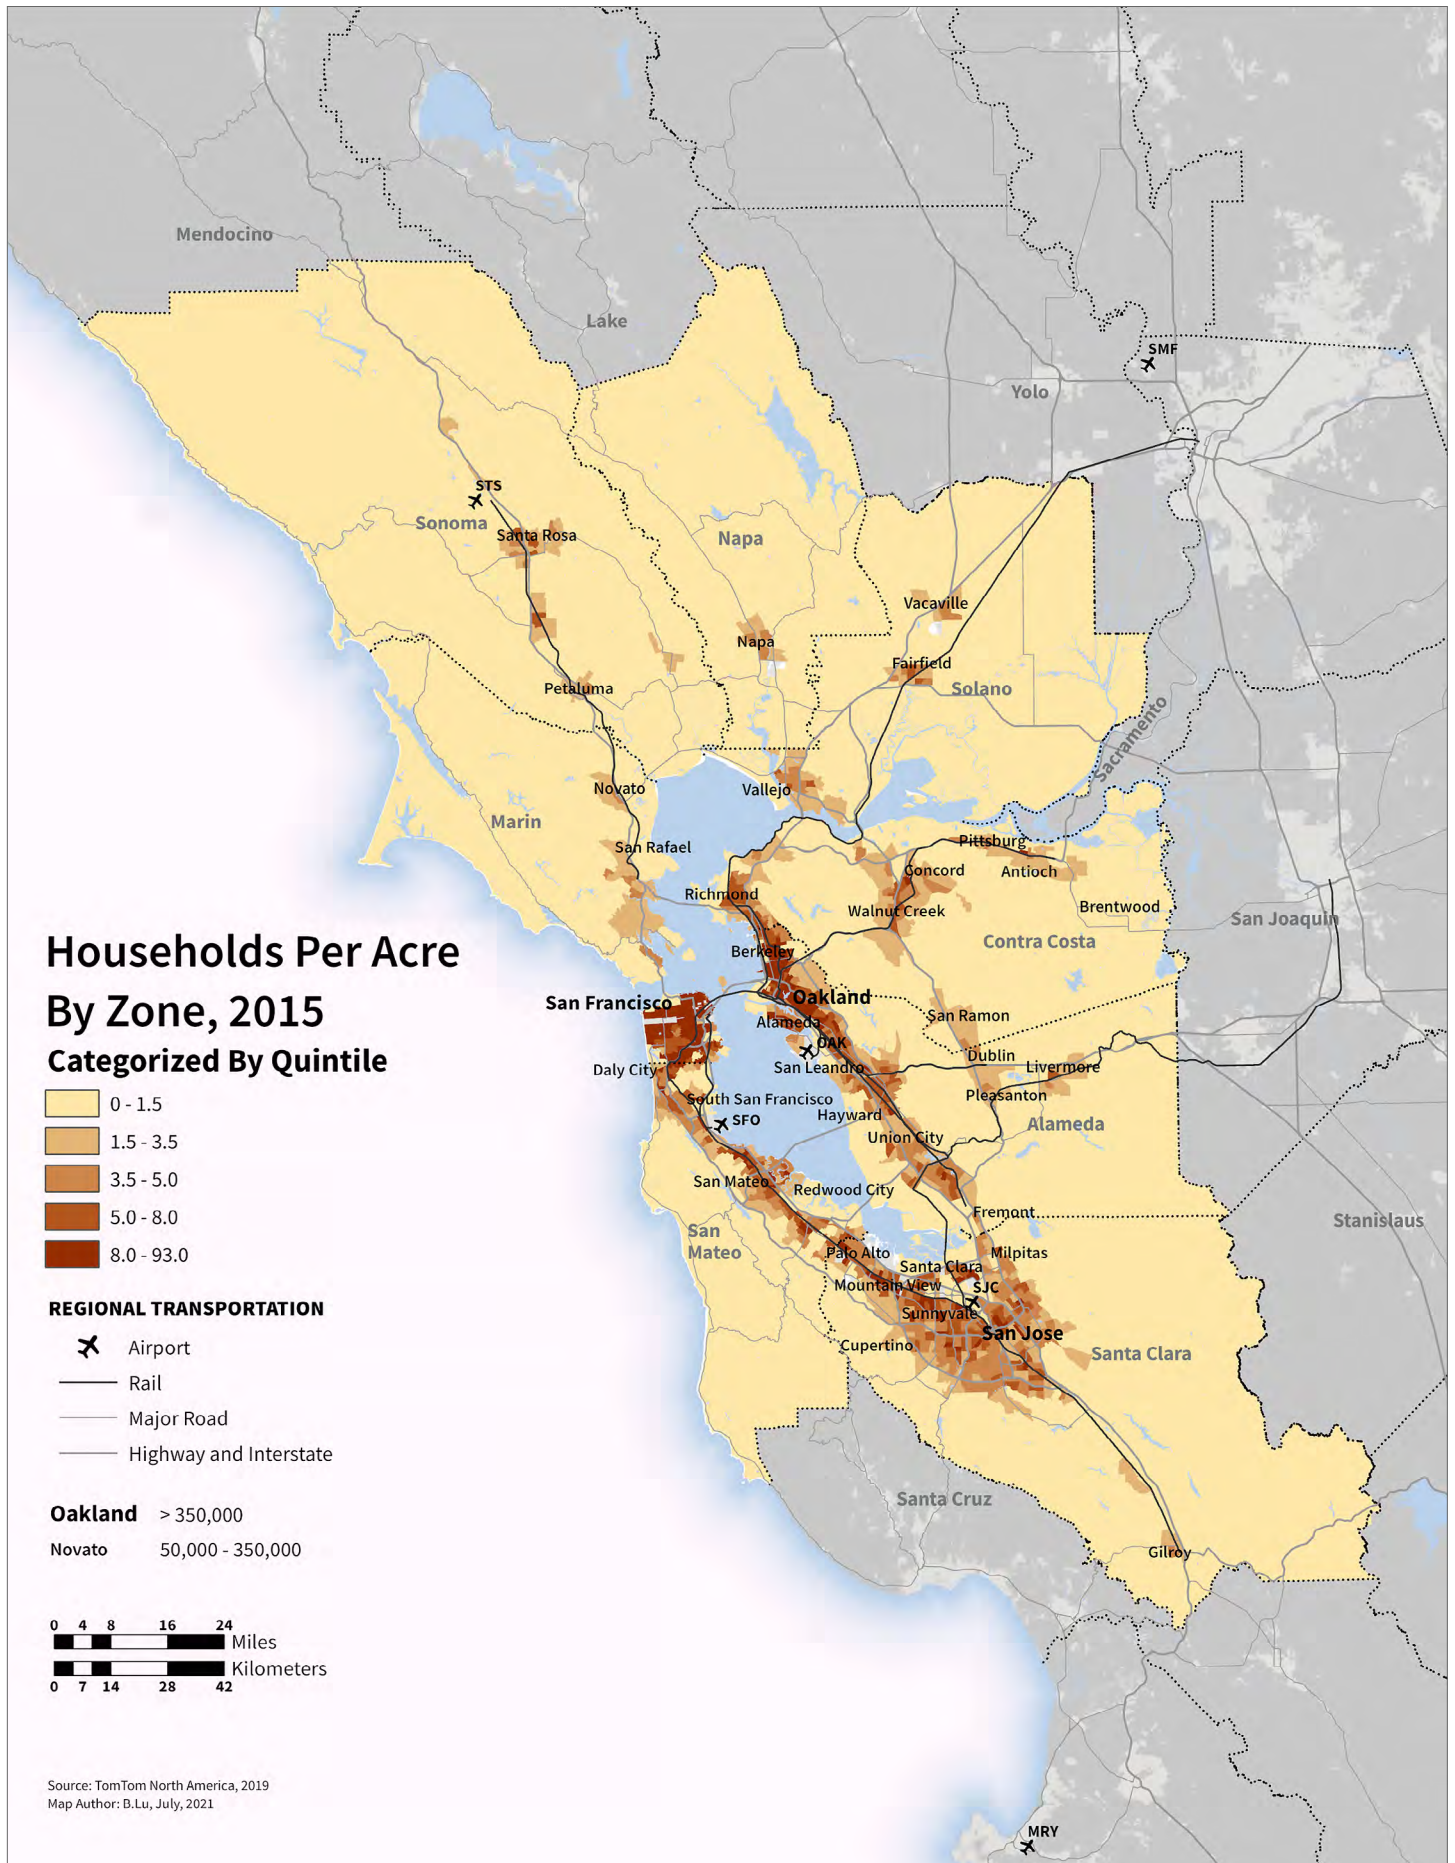 Mendocino
Lake
SMF
Yolo
STS
Sonoma
Santa Rosa
Napa
Vacaville
Napa
Fairfield
Solano
Petaluma
Sacramento
Novato
Vallejo
Marin
San Rafael
Pittsburg
Concord
Antioch
Richmond
Walnut Creek
Brentwood
San Joaquin
Contra Costa
Berkeley
Households Per Acre
By Zone, 2015
Categorized By Quintile
0 - 1.5
1.5 - 3.5
3.5 - 5.0
5.0 - 8.0
8.0 - 93.0
San Francisco
Oakland
Alameda
San Ramon
OAK
Dublin
Daly City
San Leandro
Livermore
South San Francisco
Pleasanton
SFO
Hayward
Alameda
Union City
San Mateo
Redwood City
Fremont
Stanislaus
San
Mateo
Palo Alto
Milpitas
Santa Clara
Mountain View
SJC
Sunnyvale
San Jose
Cupertino
Santa Clara
REGIONAL TRANSPORTATION
Airport
Rail
Major Road
Highway and Interstate
Santa Cruz
Gilroy
Oakland > 350,000
Novato 50,000 - 350,000
0 4 8 16 24
Miles
Kilometers
0 7 14 28 42
Source: TomTom North America, 2019
Map Author: B.Lu, July, 2021
MRY